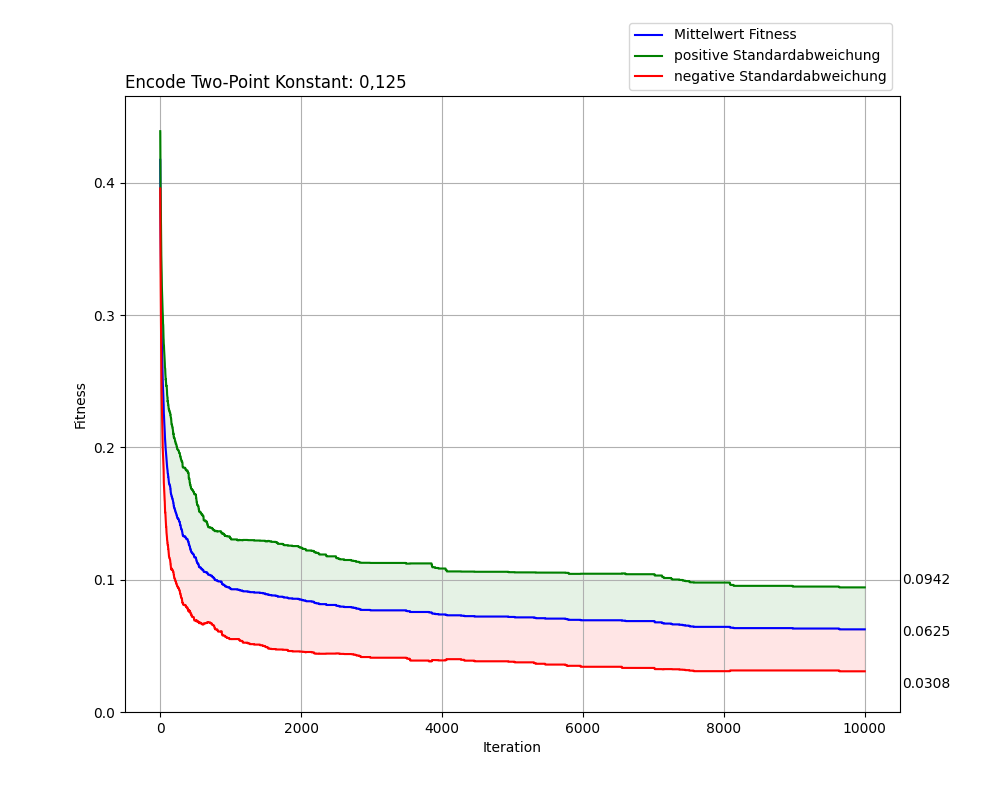 Mittelwert Fitness
positive Standardabweichung
negative Standardabweichung
Encode Two-Point Konstant: 0,125
0.4
0.3
0.2
0.1
0.0
Fitness
0.0942
0.0625
0.0308
0 2000 4000 6000 8000 10000
Iteration